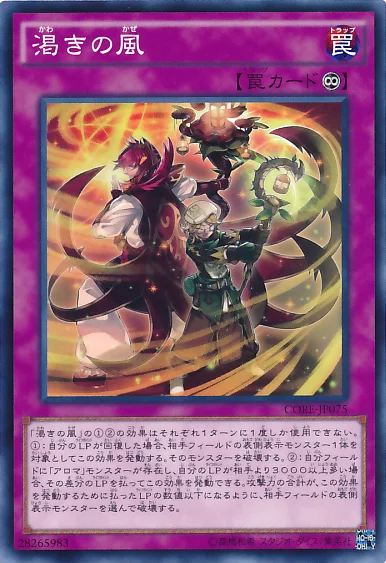 渇きの風
かわ かぜ
トラップ
罠
【罠カード】
CORE-JP075
「渇きの風」の①②の効果はそれぞれ1ターンに1度しか使用できない。
①:自分のLPが回復した場合、相手フィールドの表側表示モンスター1体を
対象としてこの効果を発動する。そのモンスターを破壊する。②:自分フィー
ルドに「アロマ」モンスターが存在し、自分のLPが相手より3000以上多い場
合、その差分のLPを払ってこの効果を発動できる。攻撃力の合計が、この効果
を発動するために払ったLPの数値以下になるように、相手フィールドの表側表
示モンスターを選んで破壊する。
28265983
©高橋和希 スタジオ・ダイス/集英社